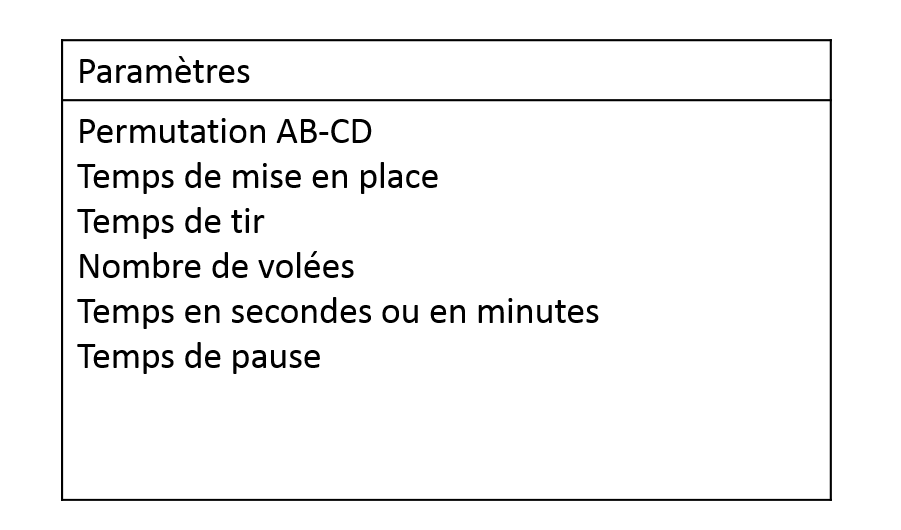 Paramètres
Permutation AB-CD
Temps de mise en place
Temps de tir
Nombre de volées
Temps en secondes ou en minutes
Temps de pause